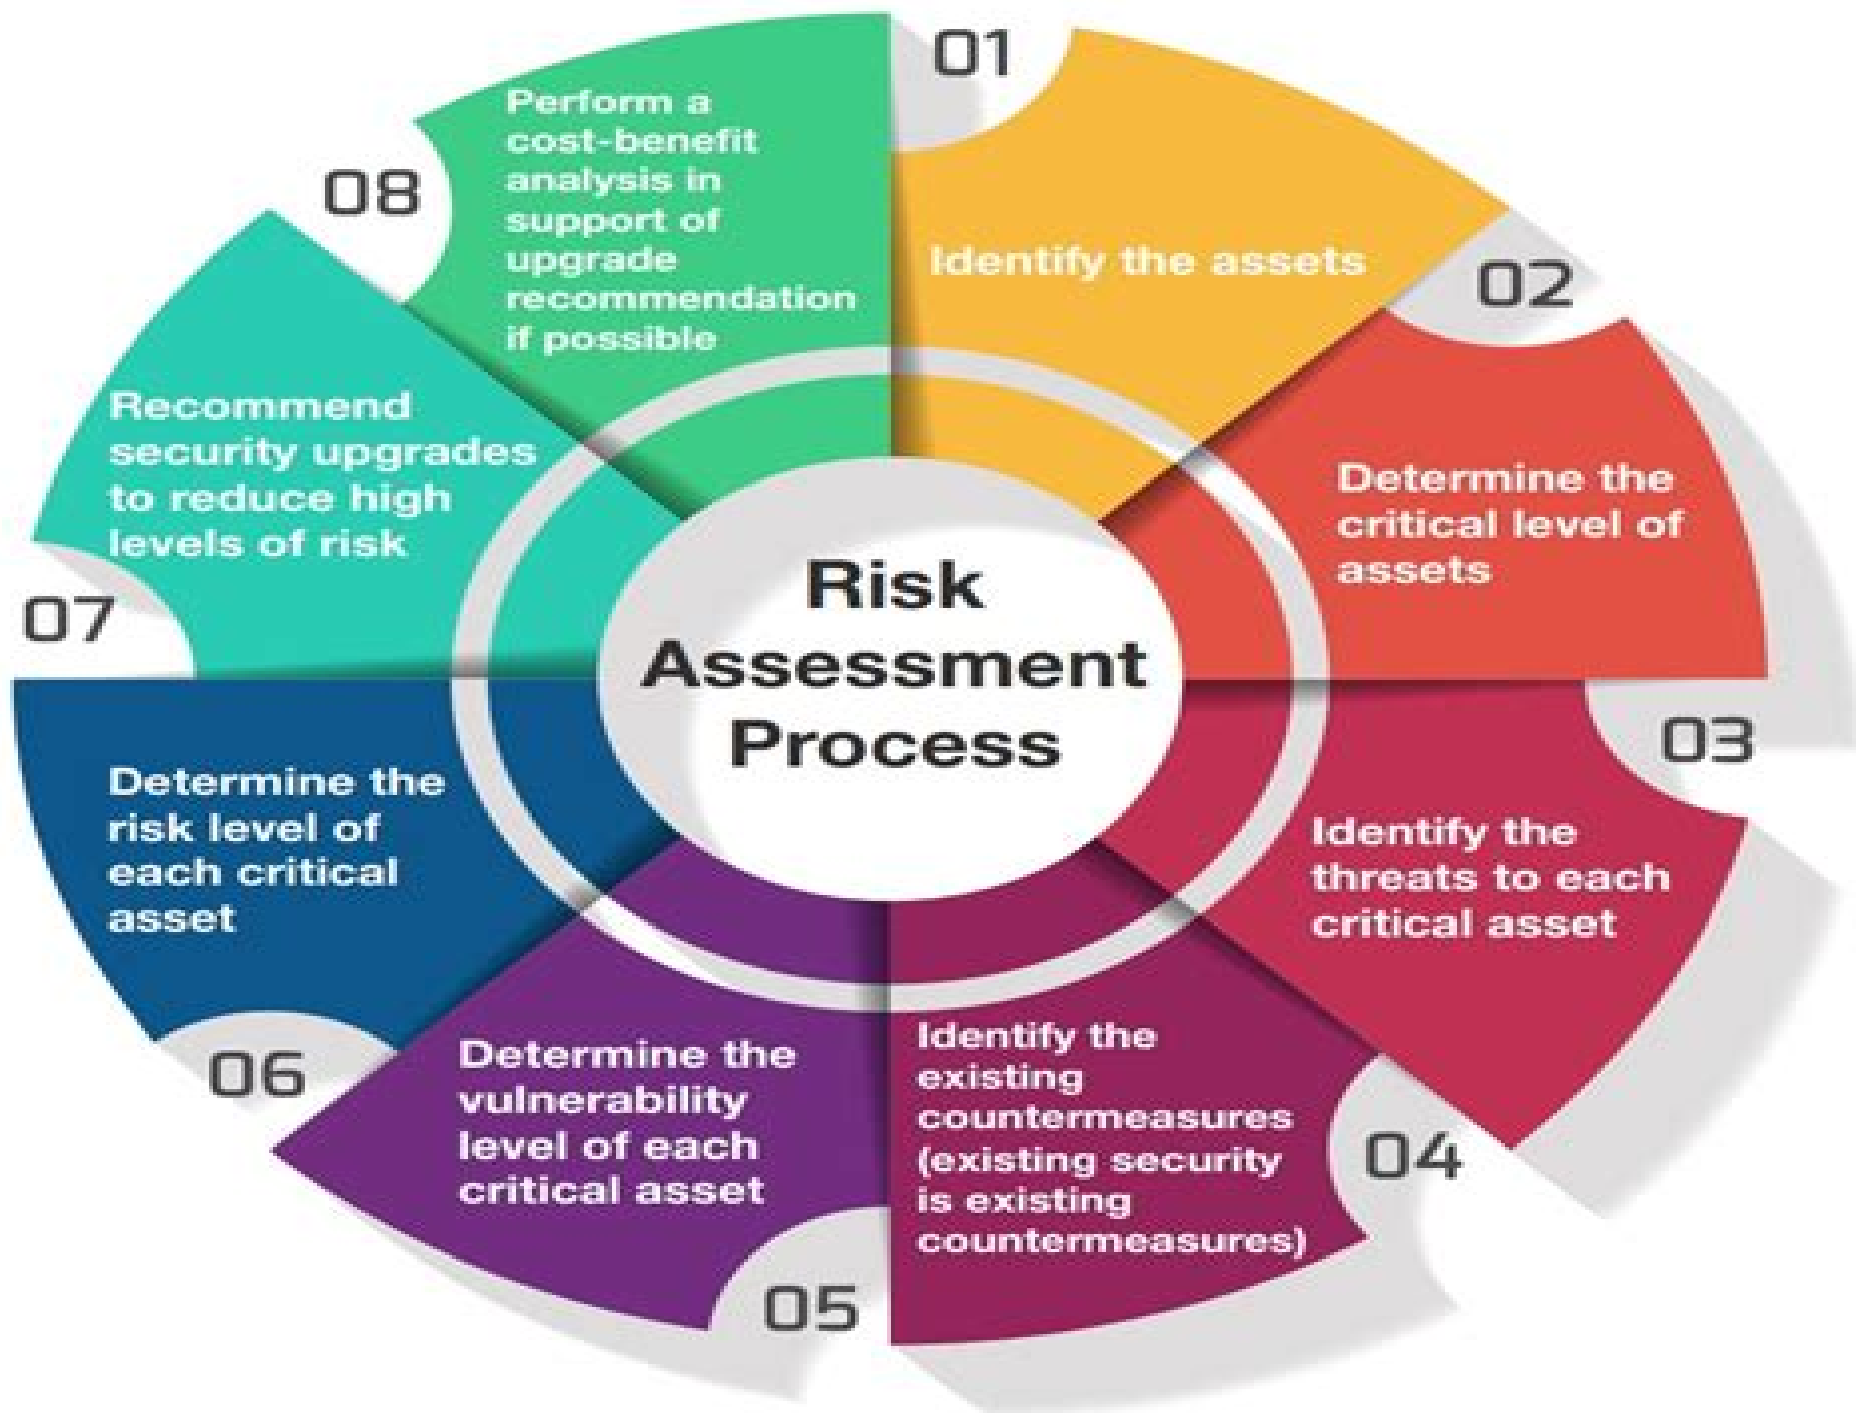 Risk
Assessment
Process
01
Identify the assets
02
Determine the
critical level of
assets
03
Identify the
threats to each
critical asset
04
Identify the
existing
countermeasures
(existing security
is existing
countermeasures)
05
Determine the
vulnerability
level of each
critical asset
06
Determine the
risk level of
each critical
asset
07
Recommend
security upgrades
to reduce high
levels of risk
08
Perform a
cost-benefit
analysis in
support of
upgrade
recommendation
if possible